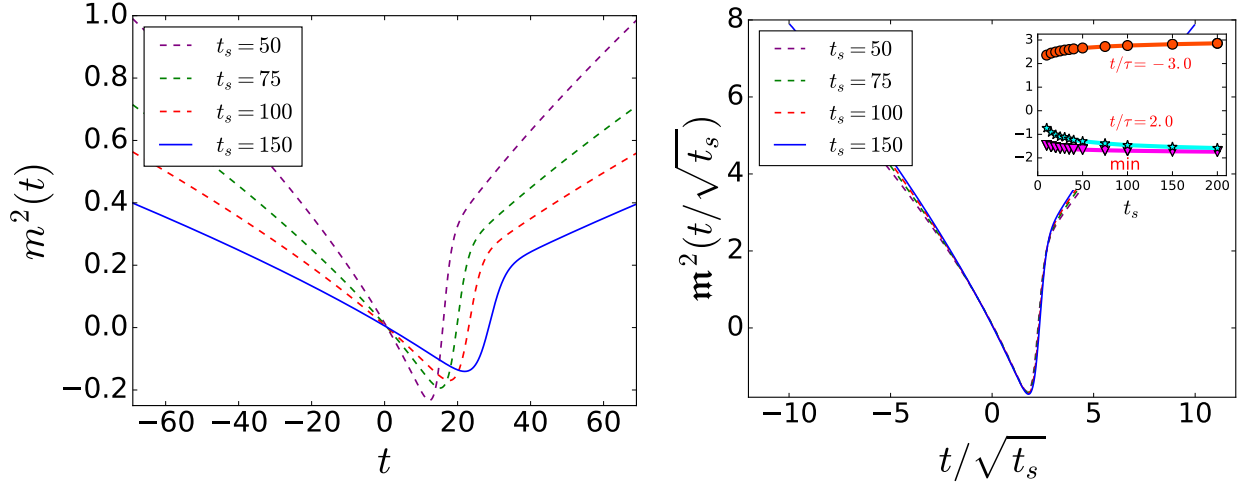 1.0
0.8
0.6
0.4
0.2
0.0
−0.2
m²(t)
t_s = 50
t_s = 75
t_s = 100
t_s = 150
−60 −40 −20 0 20 40 60
t
8
6
4
2
0
𝔪²(t/√t_s)
t_s = 50
t_s = 75
t_s = 100
t_s = 150
3
2
1
0
−1
−2
t/τ = −3.0
t/τ = 2.0
min
0 50 100 150 200
t_s
−10 −5 0 5 10
t/√t_s